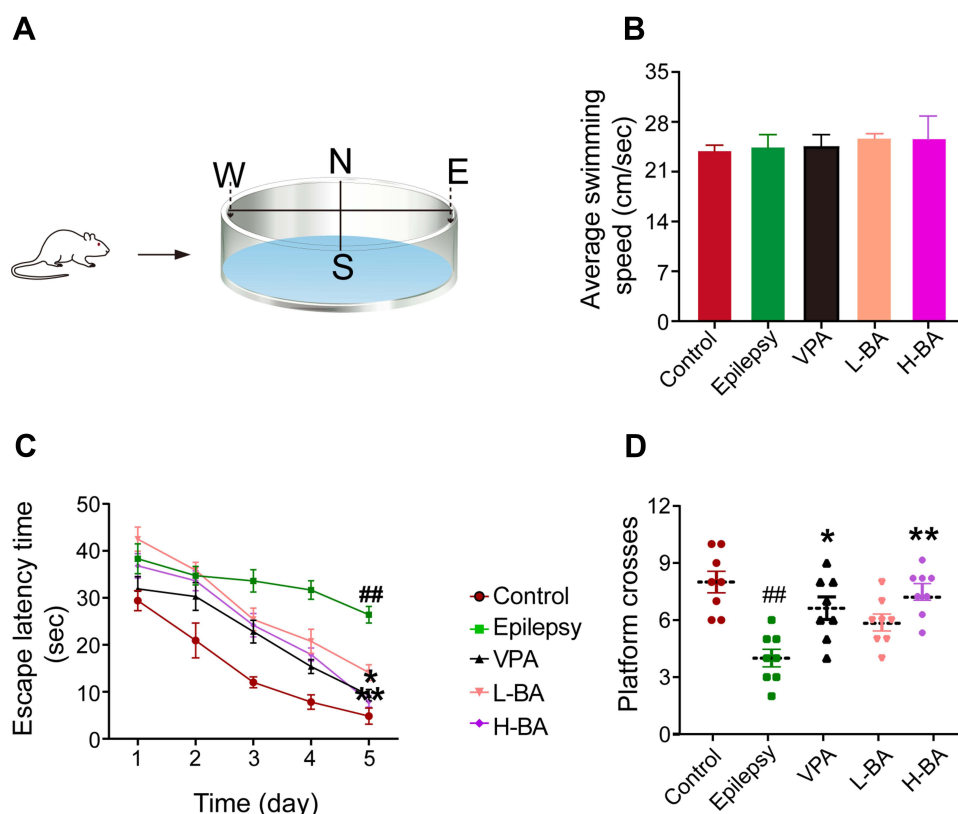 A
W
N
E
S
B
Average swimming
speed (cm/sec)
35
28
21
14
7
0
Control
Epilepsy
VPA
L-BA
H-BA
C
Escape latency time
(sec)
50
40
30
20
10
0
##
*
**
1 2 3 4 5
Time (day)
Control
Epilepsy
VPA
L-BA
H-BA
D
Platform crosses
12
9
6
3
0
##
*
**
Control
Epilepsy
VPA
L-BA
H-BA